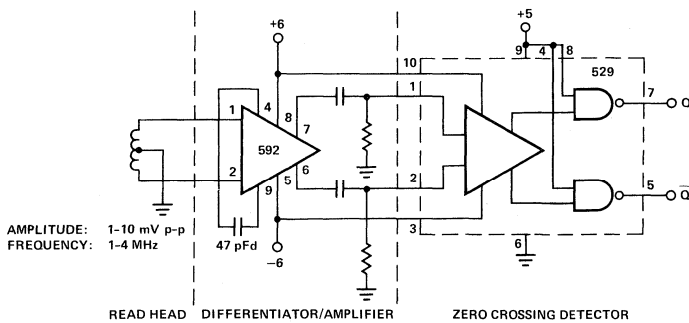 +6
+5
9 4 8
10
529
1
4
8
1
7
7
Q
592
2
6
5
9
2
5
Q̅
3
AMPLITUDE: 1–10 mV p-p
FREQUENCY: 1–4 MHz
47 pFd
–6
6
READ HEAD
DIFFERENTIATOR/AMPLIFIER
ZERO CROSSING DETECTOR